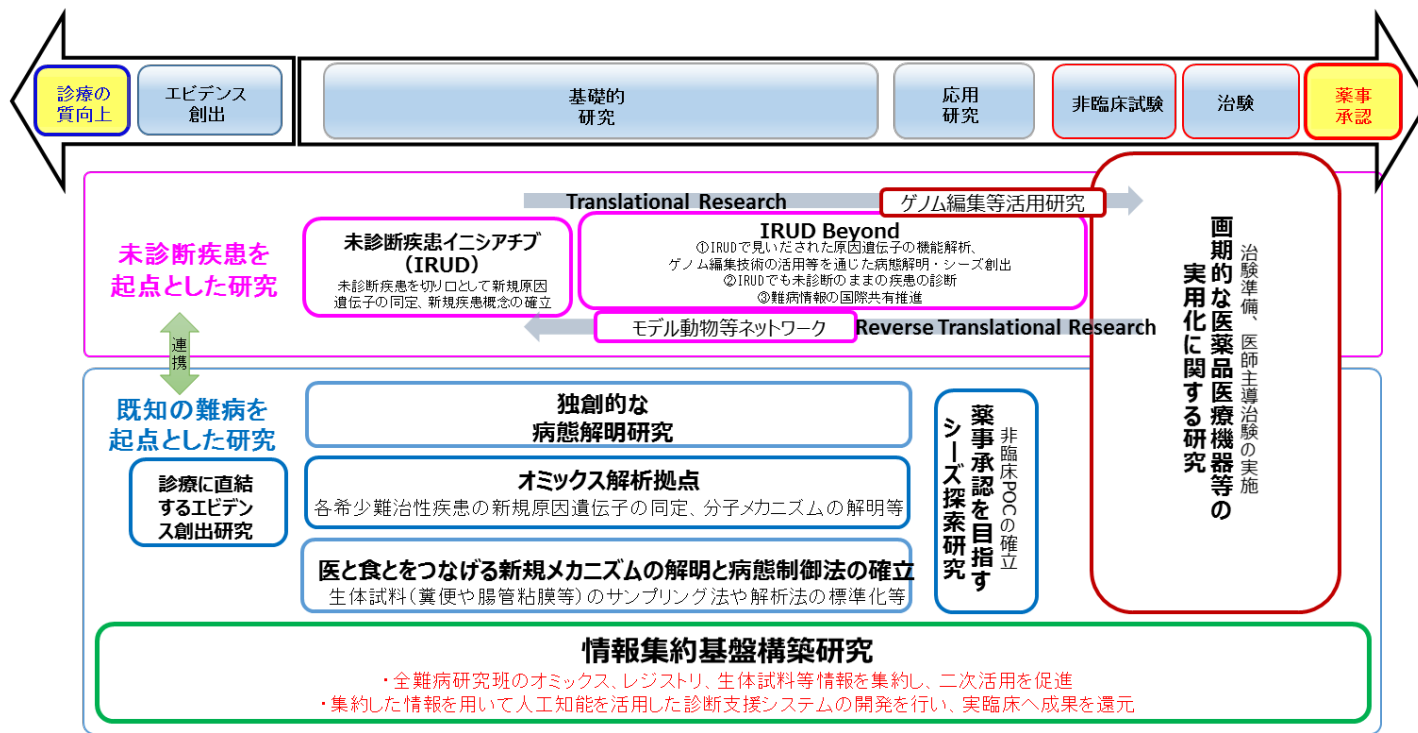 診療の
質向上
エビデンス
創出
基礎的
研究
応用
研究
非臨床試験
治験
薬事
承認
未診断疾患を
起点とした研究
Translational Research
ゲノム編集等活用研究
未診断疾患イニシアチブ
（IRUD）
未診断疾患を切り口として新規原因
遺伝子の同定、新規疾患概念の確立
IRUD Beyond
①IRUDで見いだされた原因遺伝子の機能解析、
ゲノム編集技術の活用等を通じた病態解明・シーズ創出
②IRUDでも未診断のままの疾患の診断
③難病情報の国際共有推進
モデル動物等ネットワーク
Reverse Translational Research
画期的な医薬品医療機器等の
実用化に関する研究
治験準備、医師主導治験の実施
連携
既知の難病を
起点とした研究
診療に直結
するエビデン
ス創出研究
独創的な
病態解明研究
オミックス解析拠点
各希少難治性疾患の新規原因遺伝子の同定、分子メカニズムの解明等
医と食とをつなげる新規メカニズムの解明と病態制御法の確立
生体試料（糞便や腸管粘膜等）のサンプリング法や解析法の標準化等
薬事承認を目指す
シーズ探索研究
非臨床POCの確立
情報集約基盤構築研究
・全難病研究班のオミックス、レジストリ、生体試料等情報を集約し、二次活用を促進
・集約した情報を用いて人工知能を活用した診断支援システムの開発を行い、実臨床へ成果を還元